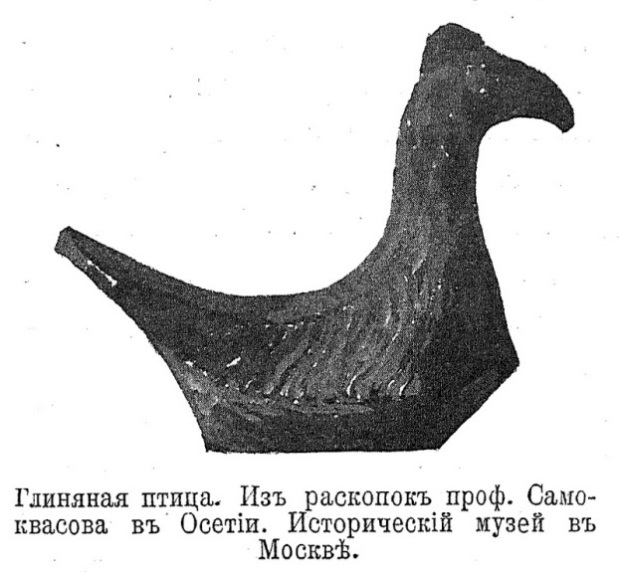 Глиняная птица. Изъ раскопокъ проф. Само-
квасова въ Осетіи. Историческій музей въ
Москвѣ.